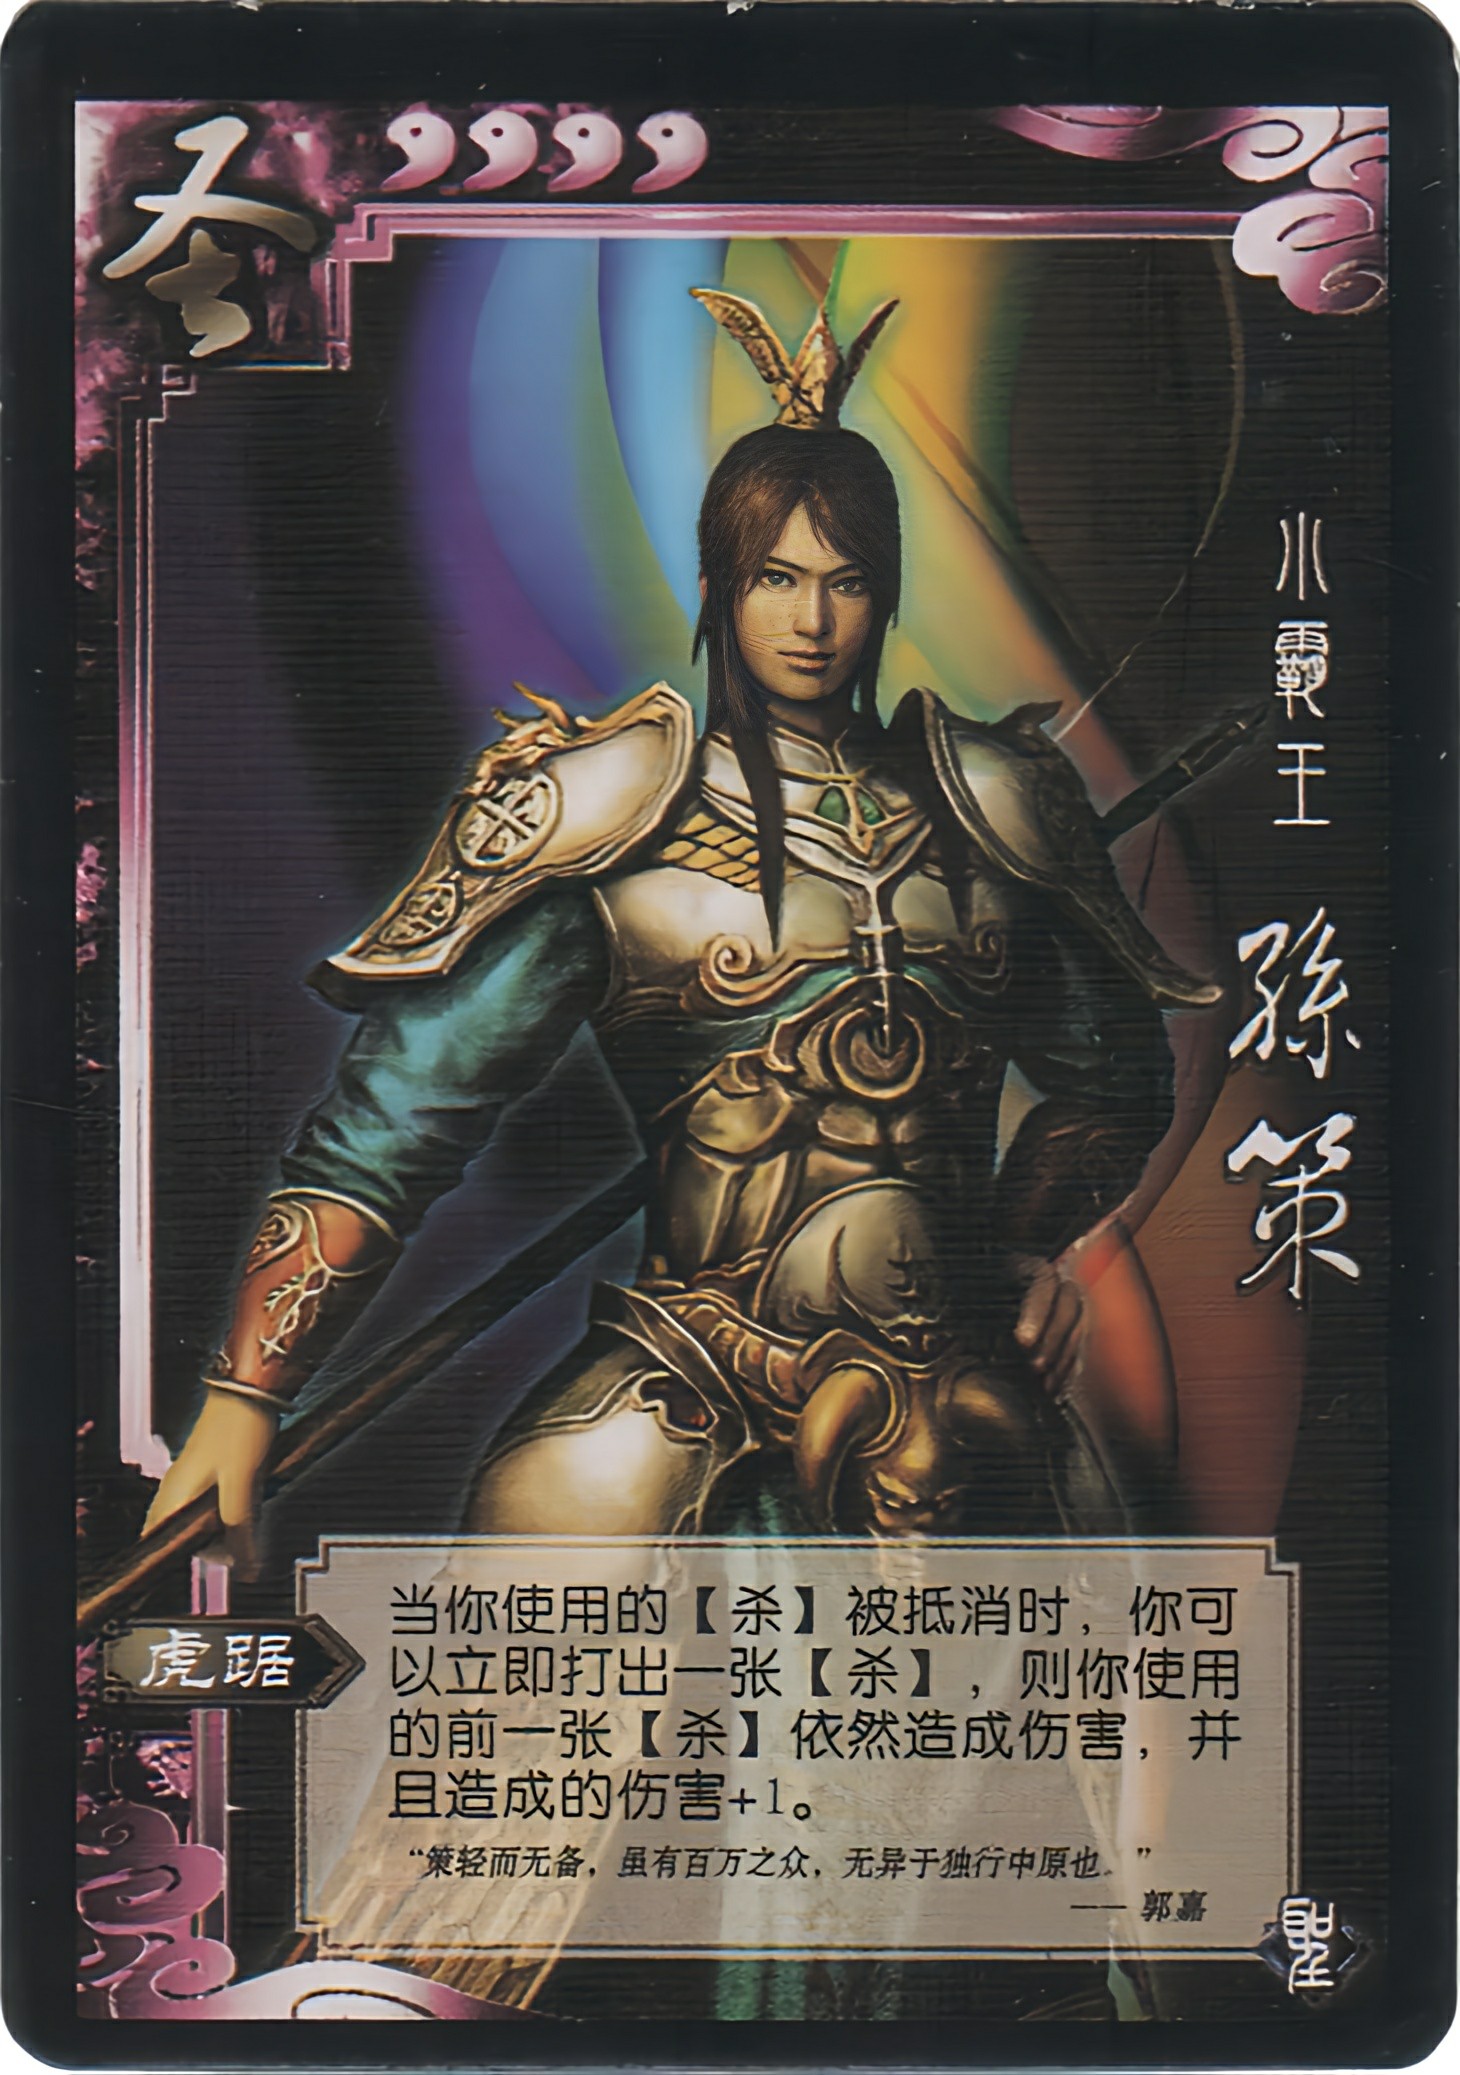 圣
小霸王
孫策
虎踞
当你使用的【杀】被抵消时，你可
以立即打出一张【杀】，则你使用
的前一张【杀】依然造成伤害，并
且造成的伤害+1。
“策轻而无备，虽有百万之众，无异于独行中原也。”
——郭嘉
聖